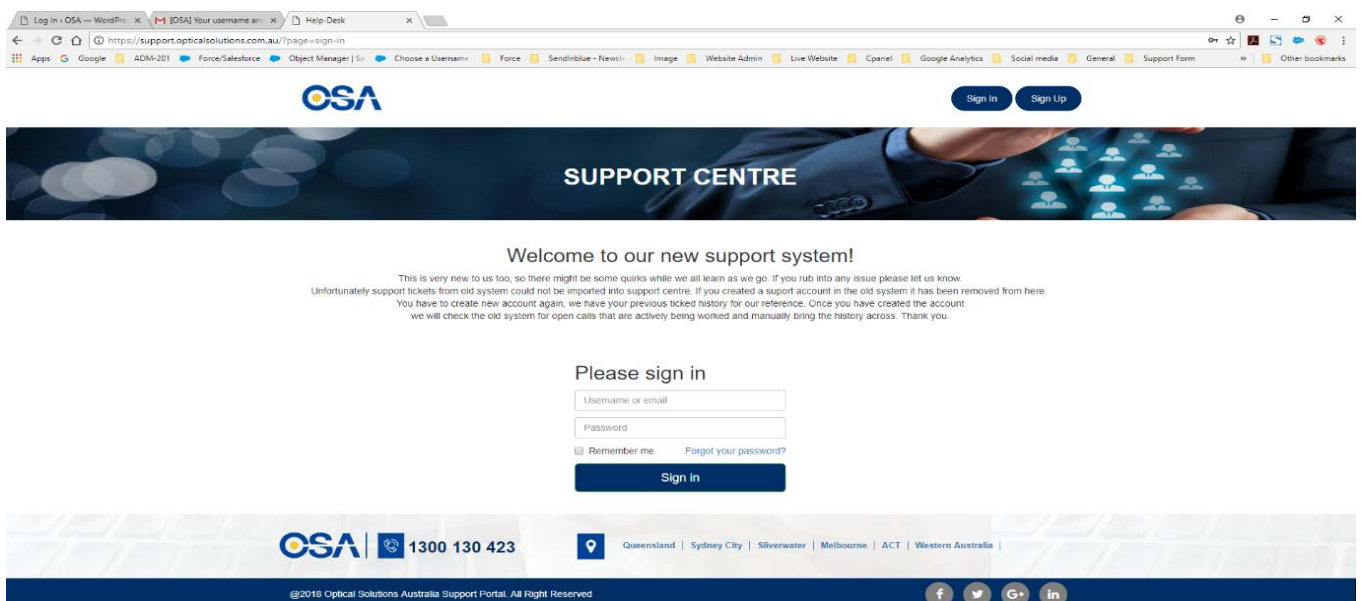 Log In ‹ OSA — WordPre
[OSA] Your username and
Help-Desk
https://support.opticalsolutions.com.au/?page=sign-in
Apps Google ADM-201 Force/Salesforce Object Manager | Sa Choose a Username Force SendInblue - Newsle Image Website Admin Live Website Cpanel Google Analytics Social media General Support Form » Other bookmarks
OSA
Sign In Sign Up
SUPPORT CENTRE
Welcome to our new support system!
This is very new to us too, so there might be some quirks while we all learn as we go. If you rub into any issue please let us know.
Unfortunately support tickets from old system could not be imported into support centre. If you created a suport account in the old system it has been removed from here.
You have to create new account again, we have your previous ticked history for our reference. Once you have created the account
we will check the old system for open calls that are actively being worked and manually bring the history across. Thank you.
Please sign in
Username or email
Password
Remember me Forgot your password?
Sign in
OSA | 1300 130 423
Queensland | Sydney City | Sliverwater | Melbourne | ACT | Western Australia |
@2018 Optical Solutions Australia Support Portal. All Right Reserved
f G+ in